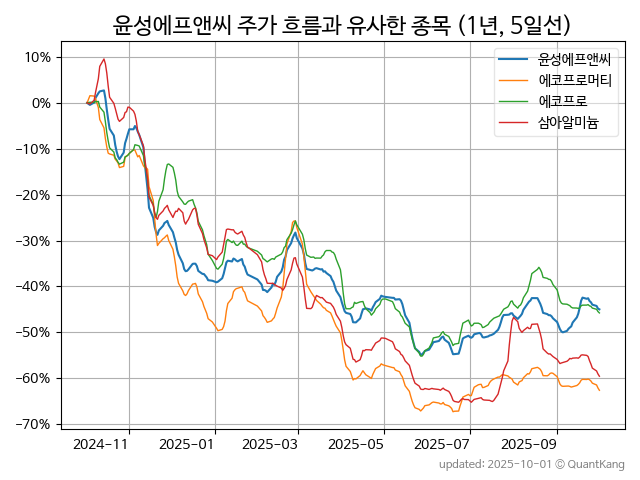 윤성에프앤씨 주가 흐름과 유사한 종목 (1년, 5일선)
윤성에프앤씨
에코프로머티
에코프로
삼아알미늄
10%
0%
−10%
−20%
−30%
−40%
−50%
−60%
−70%
2024-11
2025-01
2025-03
2025-05
2025-07
2025-09
updated: 2025-10-01 © QuantKang